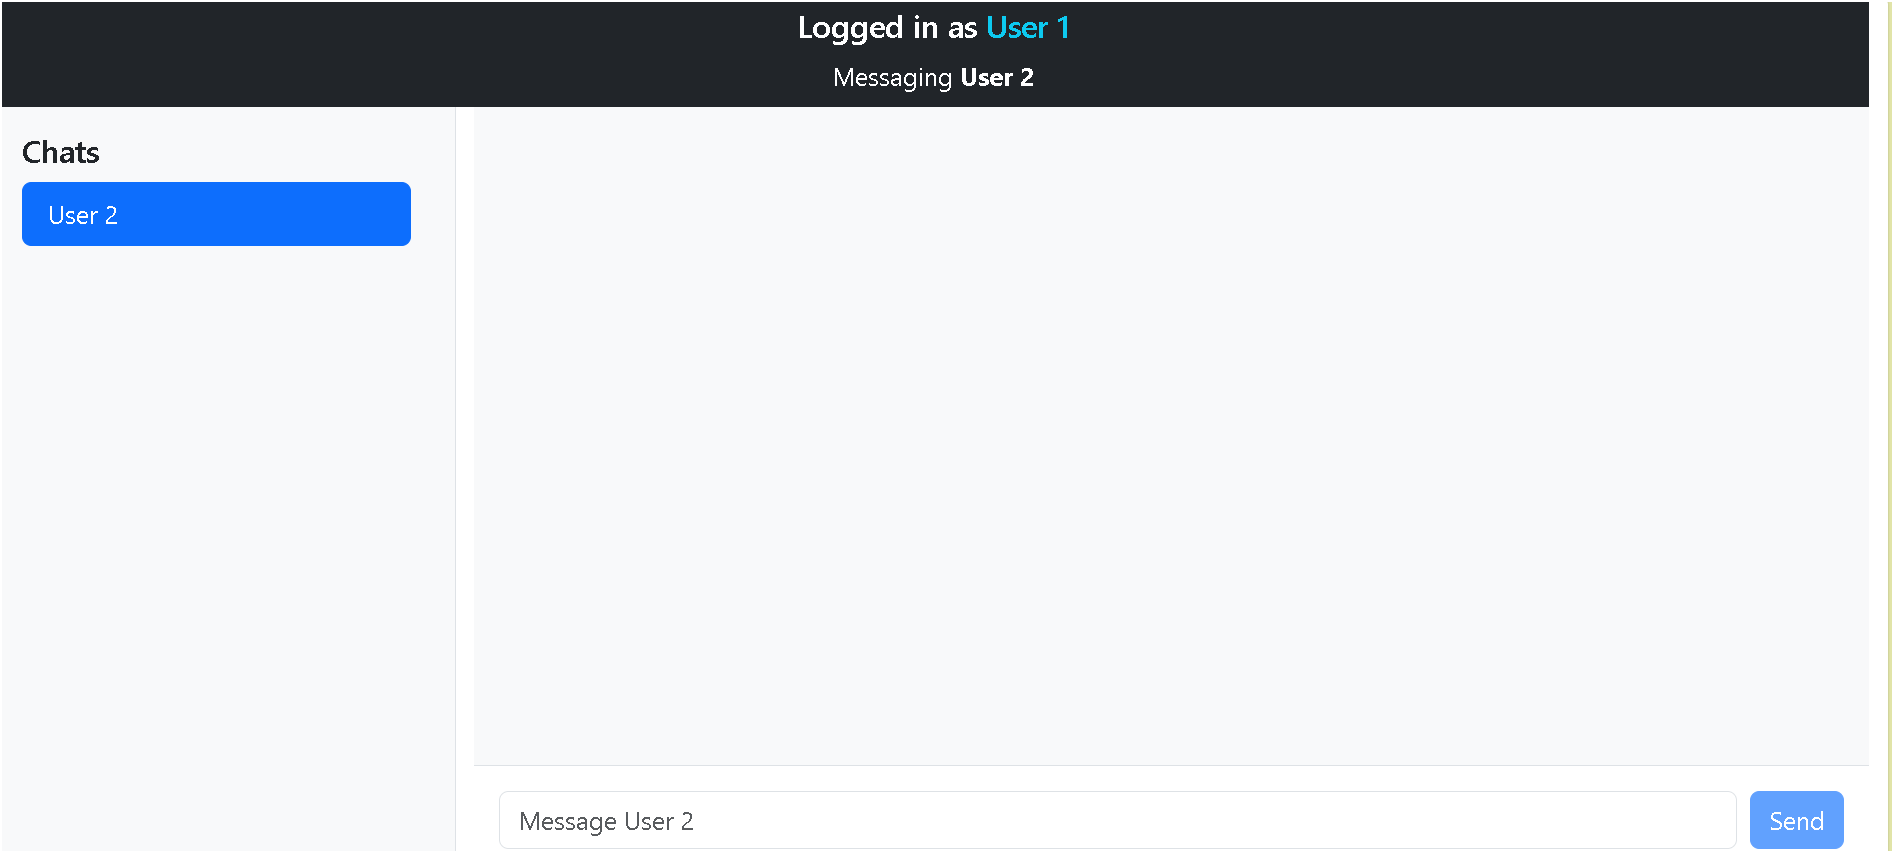 Logged in as User 1
Messaging User 2
Chats
User 2
Message User 2
Send